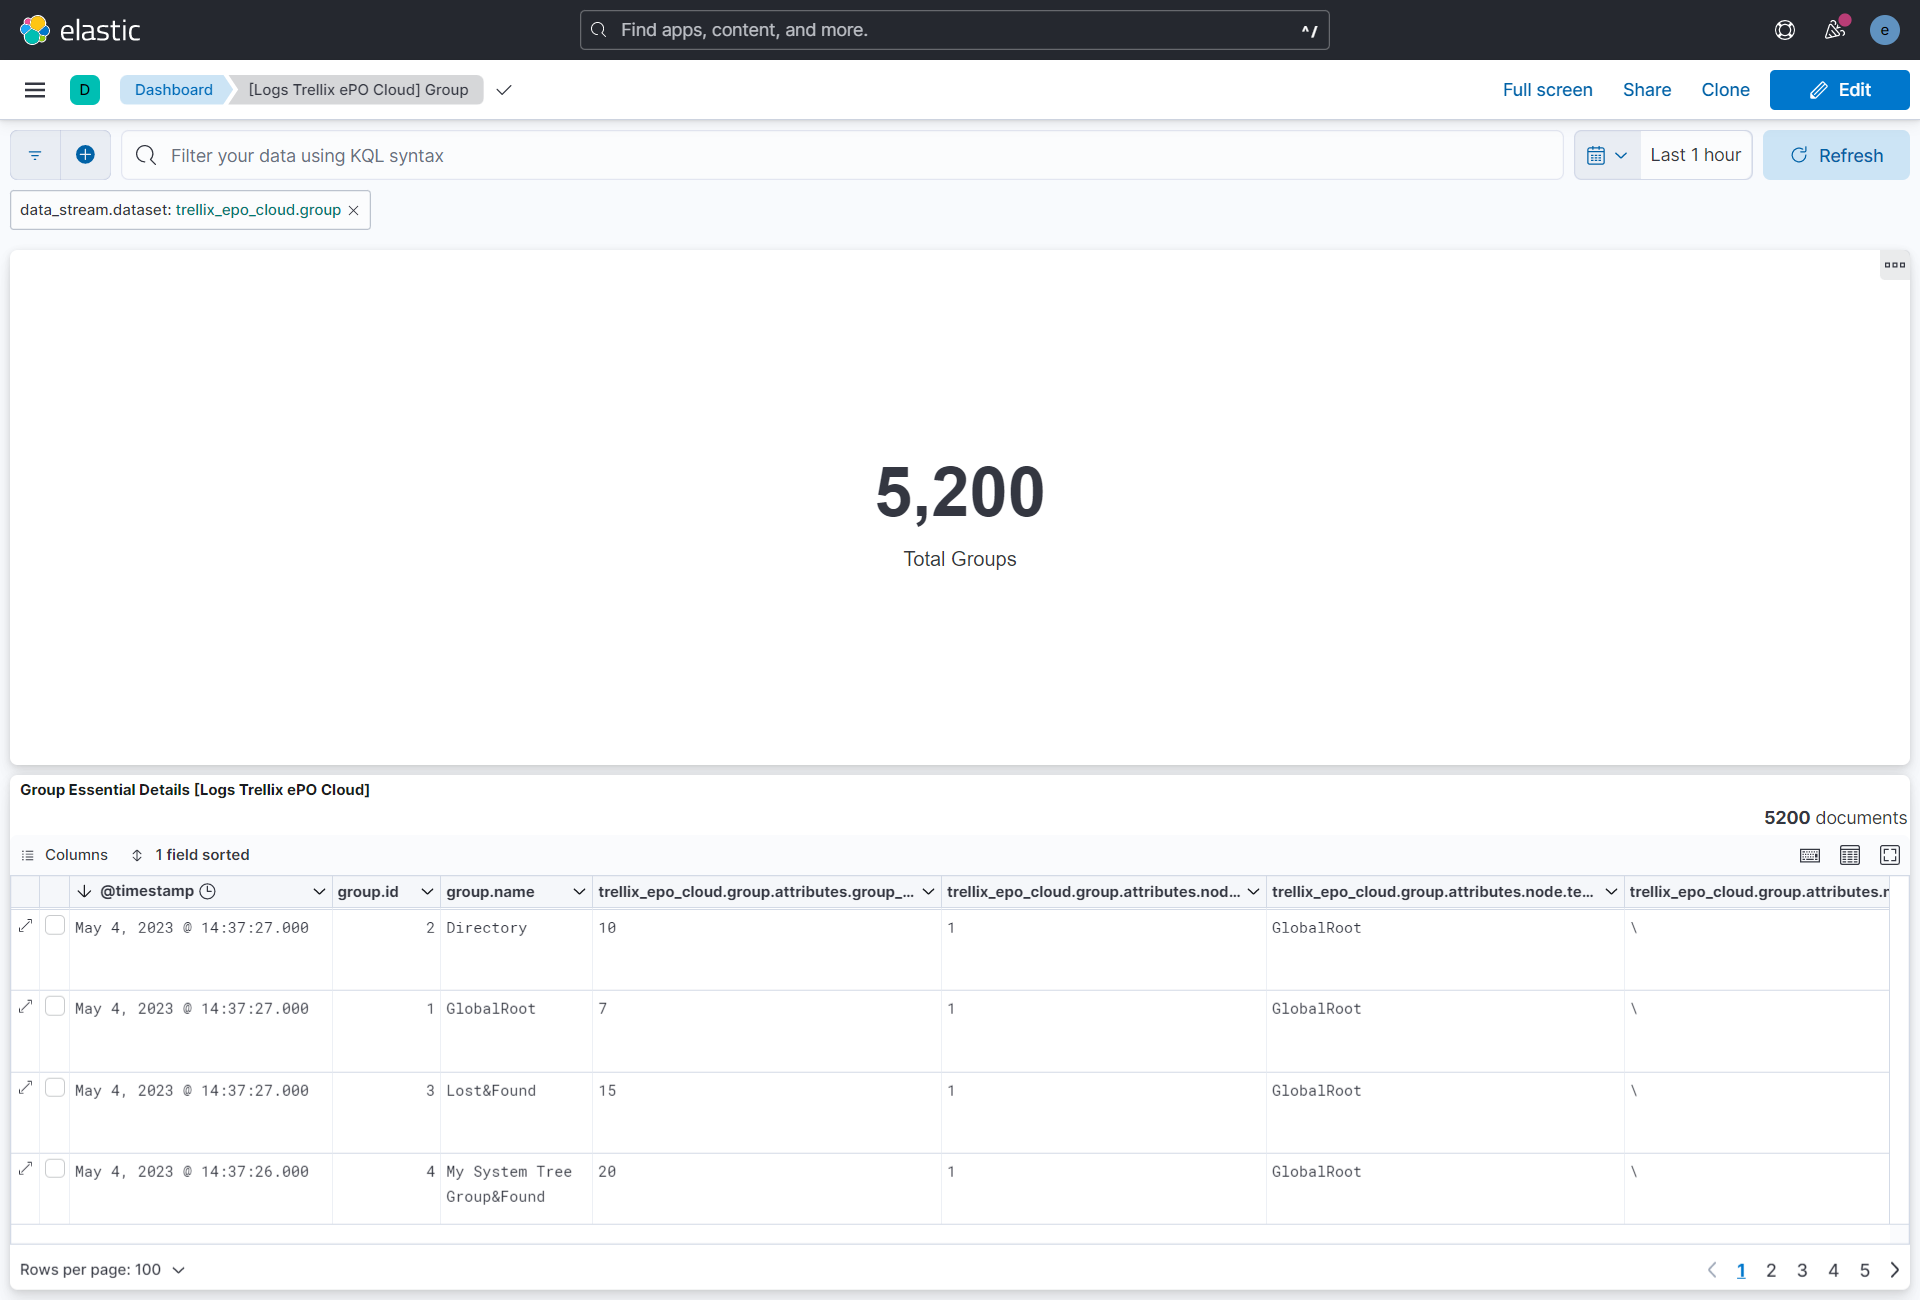 elastic
Find apps, content, and more.
^/
e
D
Dashboard
[Logs Trellix ePO Cloud] Group
Full screen
Share
Clone
Edit
Filter your data using KQL syntax
Last 1 hour
Refresh
data_stream.dataset: trellix_epo_cloud.group
5,200
Total Groups
Group Essential Details [Logs Trellix ePO Cloud]
5200 documents
Columns
1 field sorted
@timestamp group.id group.name trellix_epo_cloud.group.attributes.group_... trellix_epo_cloud.group.attributes.nod... trellix_epo_cloud.group.attributes.node.te... trellix_epo_cloud.group.attributes.r
May 4, 2023 @ 14:37:27.000 2 Directory 10 1 GlobalRoot \
May 4, 2023 @ 14:37:27.000 1 GlobalRoot 7 1 GlobalRoot \
May 4, 2023 @ 14:37:27.000 3 Lost&Found 15 1 GlobalRoot \
May 4, 2023 @ 14:37:26.000 4 My System Tree 20 1 GlobalRoot \
Group&Found
Rows per page: 100
1 2 3 4 5